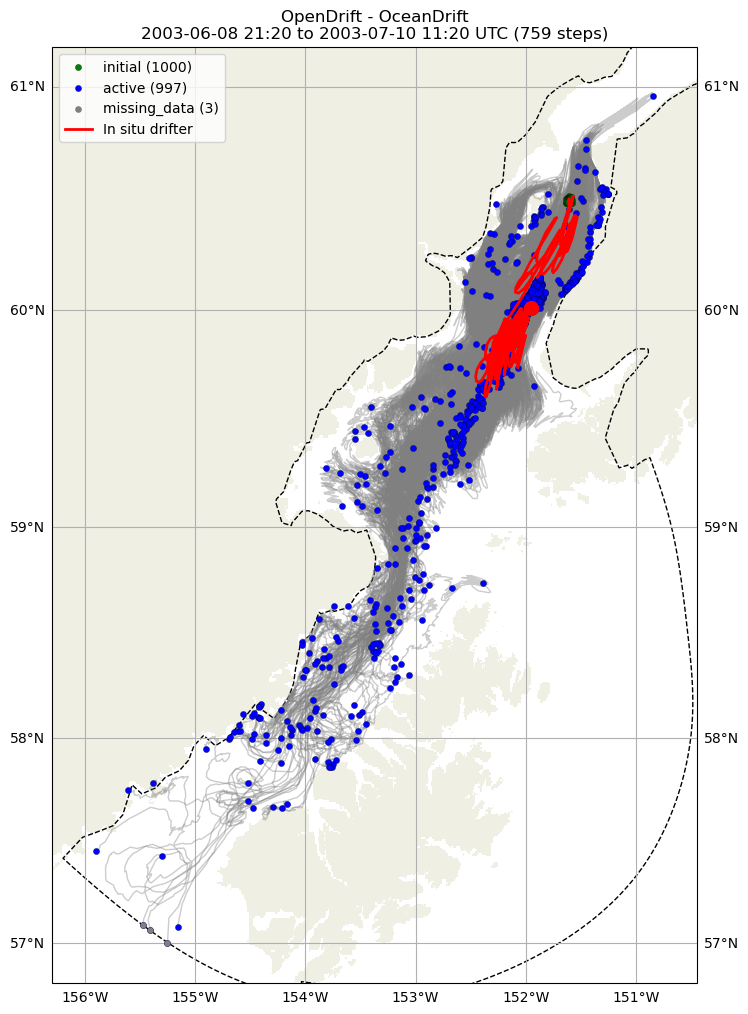 OpenDrift - OceanDrift
2003-06-08 21:20 to 2003-07-10 11:20 UTC (759 steps)
initial (1000)
active (997)
missing_data (3)
In situ drifter
61°N
61°N
60°N
60°N
59°N
59°N
58°N
58°N
57°N
57°N
156°W
155°W
154°W
153°W
152°W
151°W